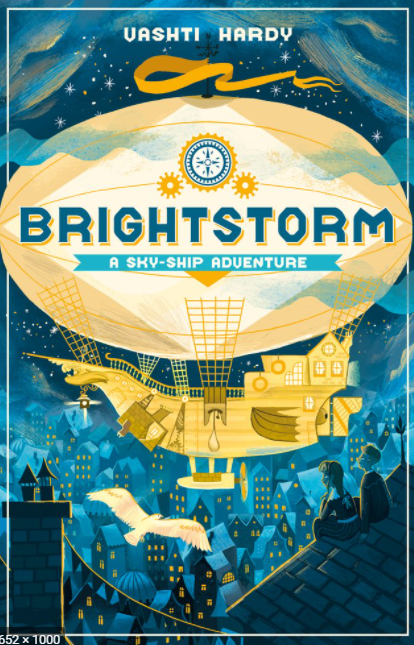 VASHTI HARDY
BRIGHTSTORM
A SKY-SHIP ADVENTURE
652 × 1000